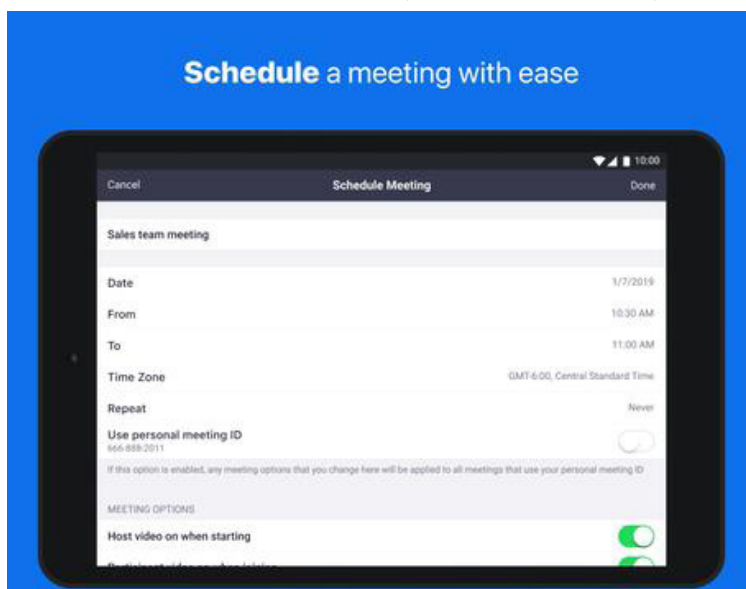 Schedule a meeting with ease
10:00
Cancel Schedule Meeting Done
Sales team meeting
Date 1/7/2019
From 10:30 AM
To 11:00 AM
Time Zone GMT-6:00, Central Standard Time
Repeat Never
Use personal meeting ID
666-888-2011
If this option is enabled, any meeting options that you change here will be applied to all meetings that use your personal meeting ID
MEETING OPTIONS
Host video on when starting